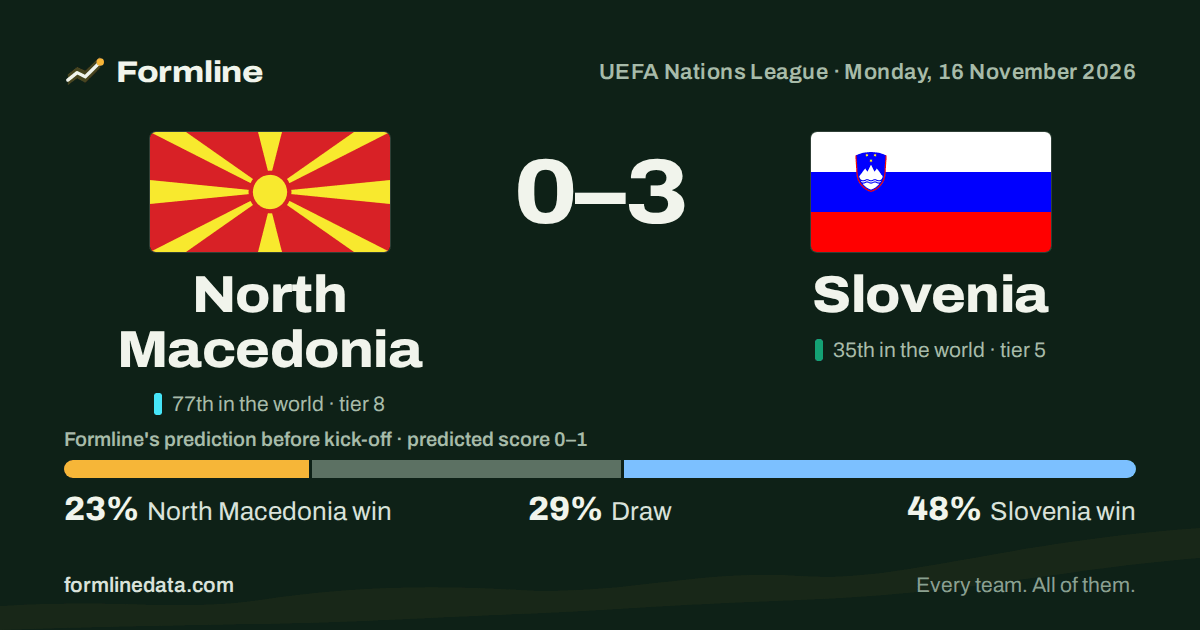 Formline
UEFA Nations League · Monday, 16 November 2026
0–3
North
Macedonia
77th in the world · tier 8
Slovenia
35th in the world · tier 5
Formline's prediction before kick-off · predicted score 0–1
23% North Macedonia win
29% Draw
48% Slovenia win
formlinedata.com
Every team. All of them.